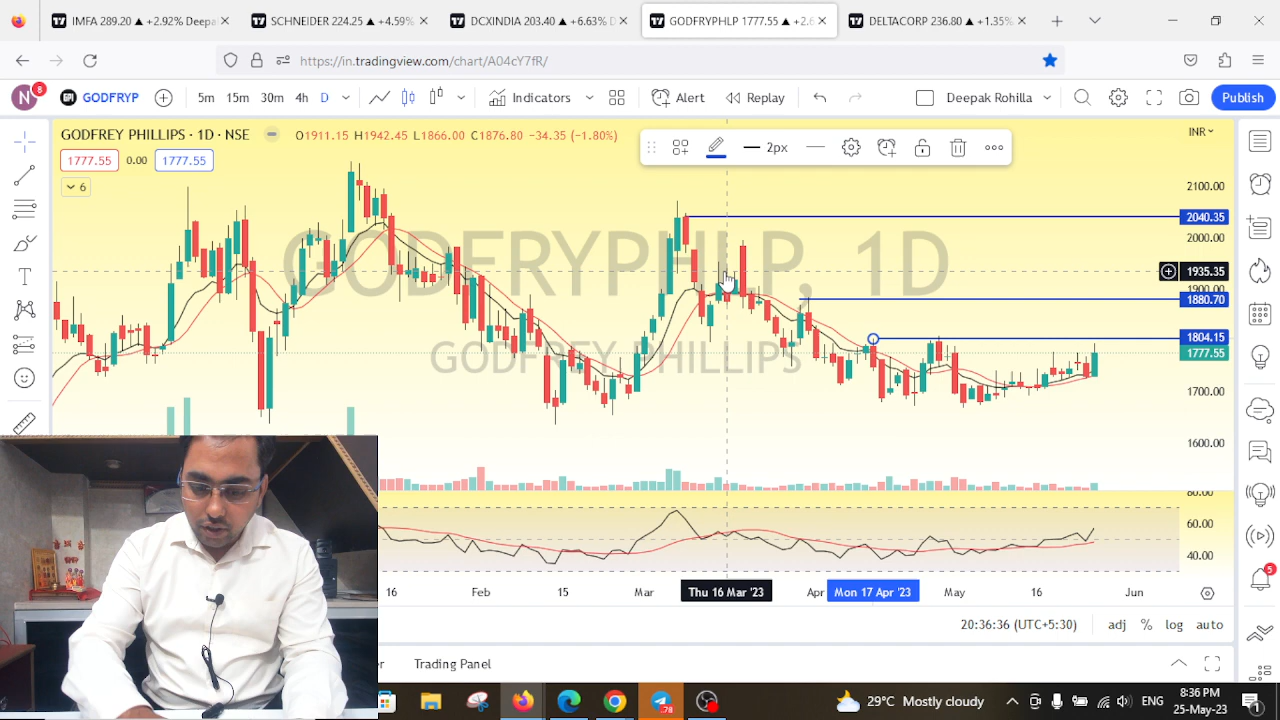 IMFA 289.20 ▲ +2.92% Deepa
SCHNEIDER 224.25 ▲ +4.59%
DCXINDIA 203.40 ▲ +6.63% D
GODFRYPHLP 1777.55 ▲ +2.6
DELTACORP 236.80 ▲ +1.35%
https://in.tradingview.com/chart/A04cY7fR/
N
8
GPI
GODFRYP
5m 15m 30m 4h D
Indicators
Alert
Replay
Deepak Rohilla
Publish
GODFREY PHILLIPS · 1D · NSE
O1911.15 H1942.45 L1866.00 C1876.80 −34.35 (−1.80%)
2px
INR
1777.55 0.00 1777.55
6
2100.00
2040.35
2000.00
1935.35
1900.00
1880.70
1804.15
1777.55
1700.00
1600.00
GODFRYPHLP, 1D
GODFREY PHILLIPS
80.00
60.00
40.00
16 Feb 15 Mar Thu 16 Mar '23 Apr Mon 17 Apr '23 May 16 Jun
20:36:36 (UTC+5:30)
adj % log auto
5
Trading Panel
78
29°C Mostly cloudy
ENG
8:36 PM
25-May-23
1